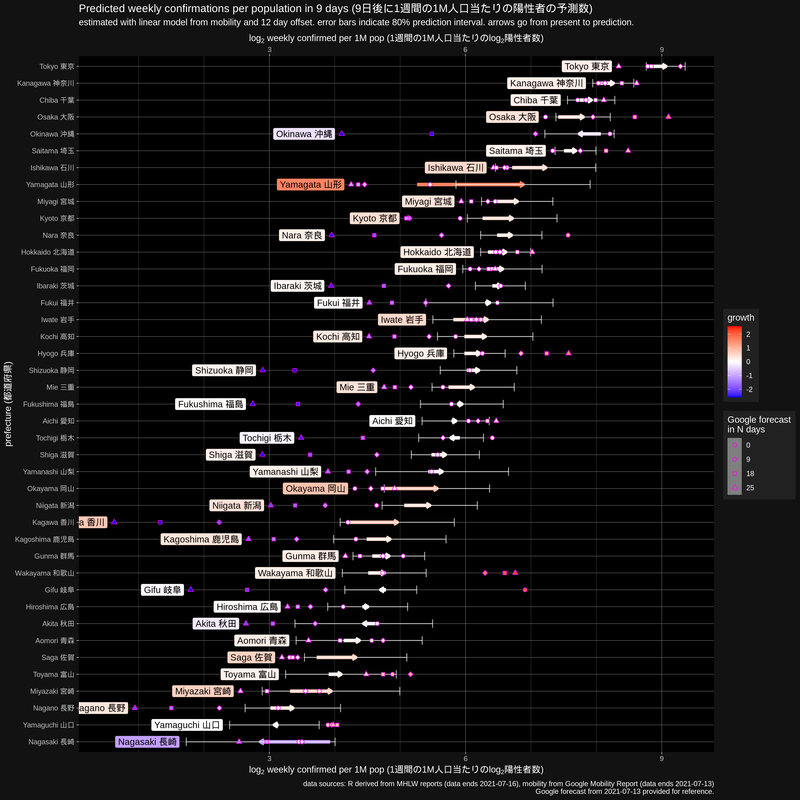 Predicted weekly confirmations per population in 9 days (9日後に1週間の1M人口当たりの陽性者の予測数)
estimated with linear model from mobility and 12 day offset. error bars indicate 80% prediction interval. arrows go from present to prediction.
log2 weekly confirmed per 1M pop (1週間の1M人口当たりのlog2陽性者数)
3 6 9
Tokyo 東京 Tokyo 東京
Kanagawa 神奈川 Kanagawa 神奈川
Chiba 千葉 Chiba 千葉
Osaka 大阪 Osaka 大阪
Okinawa 沖縄 Okinawa 沖縄
Saitama 埼玉 Saitama 埼玉
Ishikawa 石川 Ishikawa 石川
Yamagata 山形 Yamagata 山形
Miyagi 宮城 Miyagi 宮城
Kyoto 京都 Kyoto 京都
Nara 奈良 Nara 奈良
Hokkaido 北海道 Hokkaido 北海道
Fukuoka 福岡 Fukuoka 福岡
Ibaraki 茨城 Ibaraki 茨城
Fukui 福井 Fukui 福井
Iwate 岩手 Iwate 岩手
Kochi 高知 Kochi 高知
Hyogo 兵庫 Hyogo 兵庫
Shizuoka 静岡 Shizuoka 静岡
Mie 三重 Mie 三重
Fukushima 福島 Fukushima 福島
Aichi 愛知 Aichi 愛知
Tochigi 栃木 Tochigi 栃木
Shiga 滋賀 Shiga 滋賀
Yamanashi 山梨 Yamanashi 山梨
Okayama 岡山 Okayama 岡山
Niigata 新潟 Niigata 新潟
Kagawa 香川 a 香川
Kagoshima 鹿児島 Kagoshima 鹿児島
Gunma 群馬 Gunma 群馬
Wakayama 和歌山 Wakayama 和歌山
Gifu 岐阜 Gifu 岐阜
Hiroshima 広島 Hiroshima 広島
Akita 秋田 Akita 秋田
Aomori 青森 Aomori 青森
Saga 佐賀 Saga 佐賀
Toyama 富山 Toyama 富山
Miyazaki 宮崎 Miyazaki 宮崎
Nagano 長野 agano 長野
Yamaguchi 山口 Yamaguchi 山口
Nagasaki 長崎 Nagasaki 長崎
3 6 9
log2 weekly confirmed per 1M pop (1週間の1M人口当たりのlog2陽性者数)
prefecture (都道府県)
growth
2
1
0
-1
-2
Google forecast
in N days
0
9
18
25
data sources: R derived from MHLW reports (data ends 2021-07-16), mobility from Google Mobility Report (data ends 2021-07-13)
Google forecast from 2021-07-13 provided for reference.